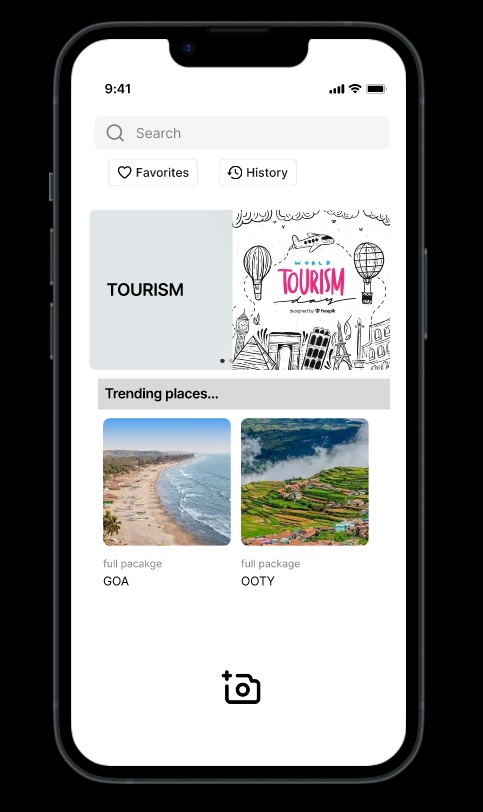 9:41
Search
Favorites
History
TOURISM
WORLD
TOURISM
day
designed by freepik
Trending places...
full pacakge
full package
GOA
OOTY